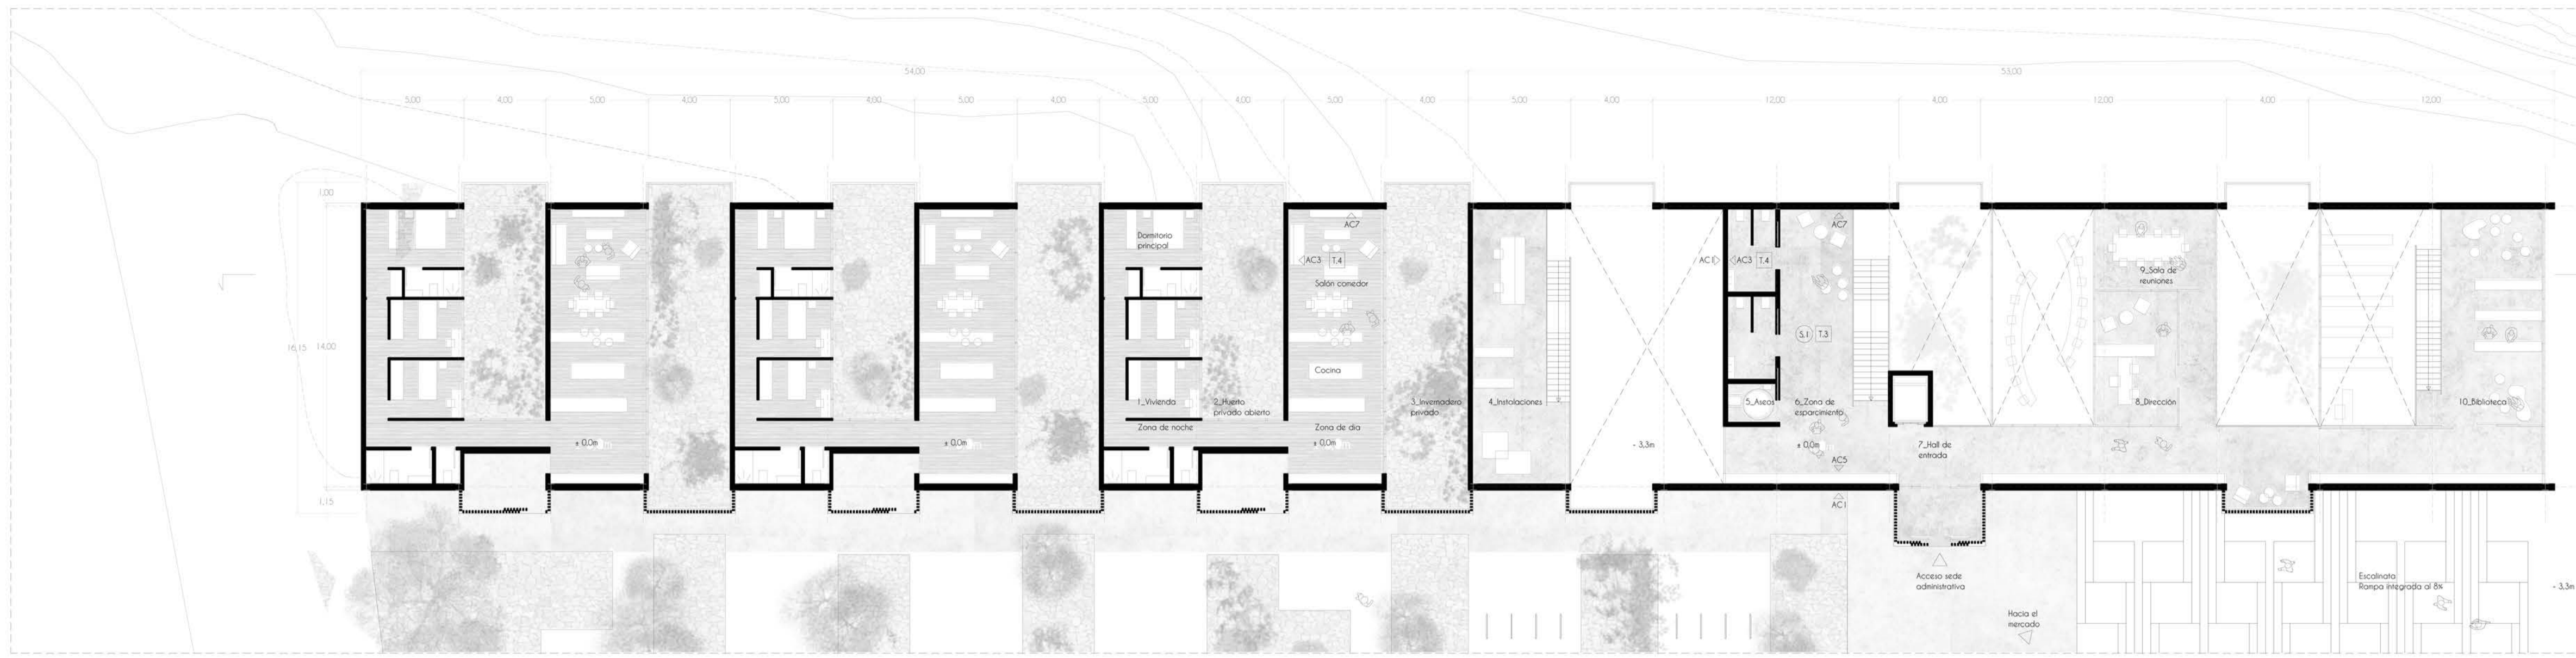 54,00
53,00
5,00
4,00
5,00
4,00
5,00
4,00
5,00
4,00
5,00
4,00
5,00
4,00
5,00
4,00
12,00
4,00
12,00
4,00
12,00
1,00
16,15
14,00
1,15
Dormitorio
principal
AC7
AC3
T.4
Salón comedor
Cocina
1_Vivienda
2_Huerto
privado abierto
3_Invernadero
privado
Zona de noche
Zona de dia
± 0,0m
± 0,0m
± 0,0m
4_Instalaciones
- 3,3m
AC1
AC3
T.4
AC7
S.1
T.3
5_Aseos
6_Zona de
esparcimiento
± 0,0m
AC5
AC1
7_Hall de
entrada
9_Sala de
reuniones
8_Dirección
10_Biblioteca
Acceso sede
administrativa
Hacia el
mercado
Escalinata
Rampa integrada al 8%
- 3,3m